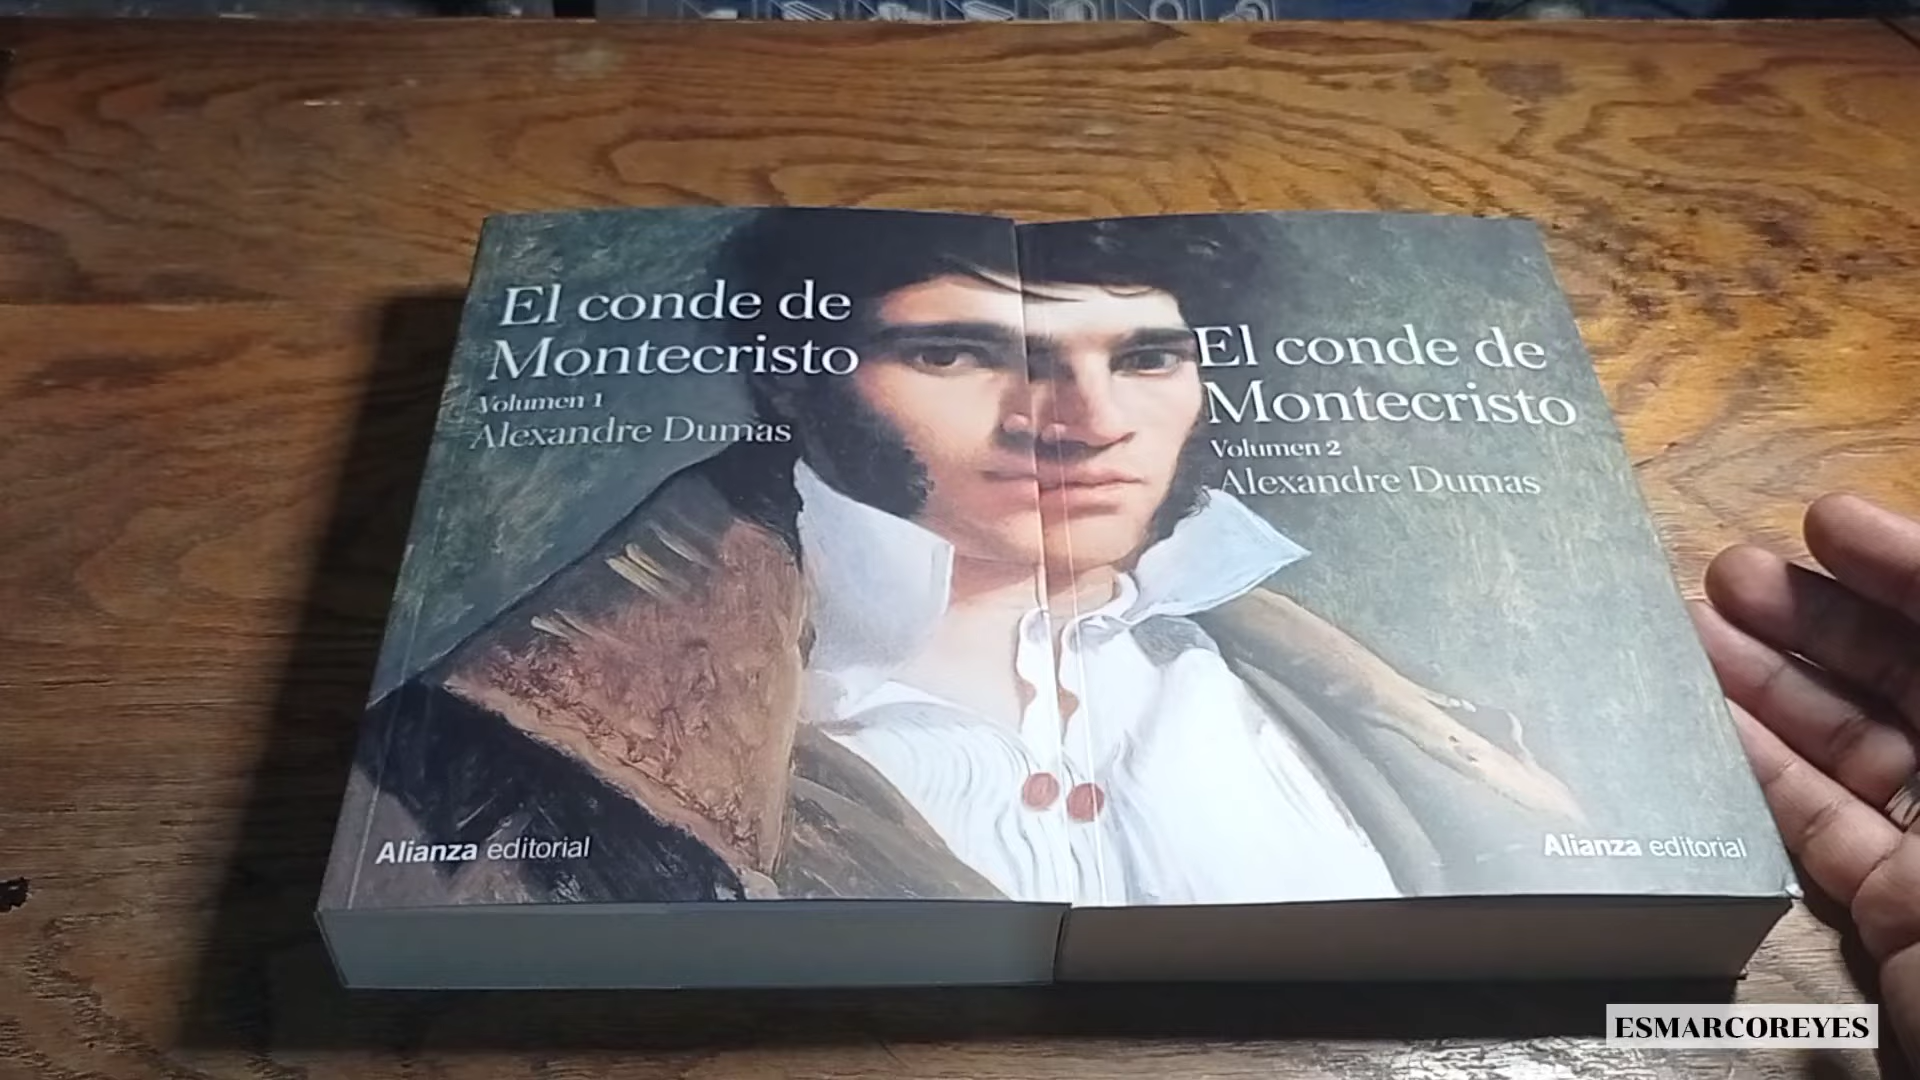 El conde de
Montecristo
Volumen 1
Alexandre Dumas
Alianza editorial
El conde de
Montecristo
Volumen 2
Alexandre Dumas
Alianza editorial
ESMARCOREYES